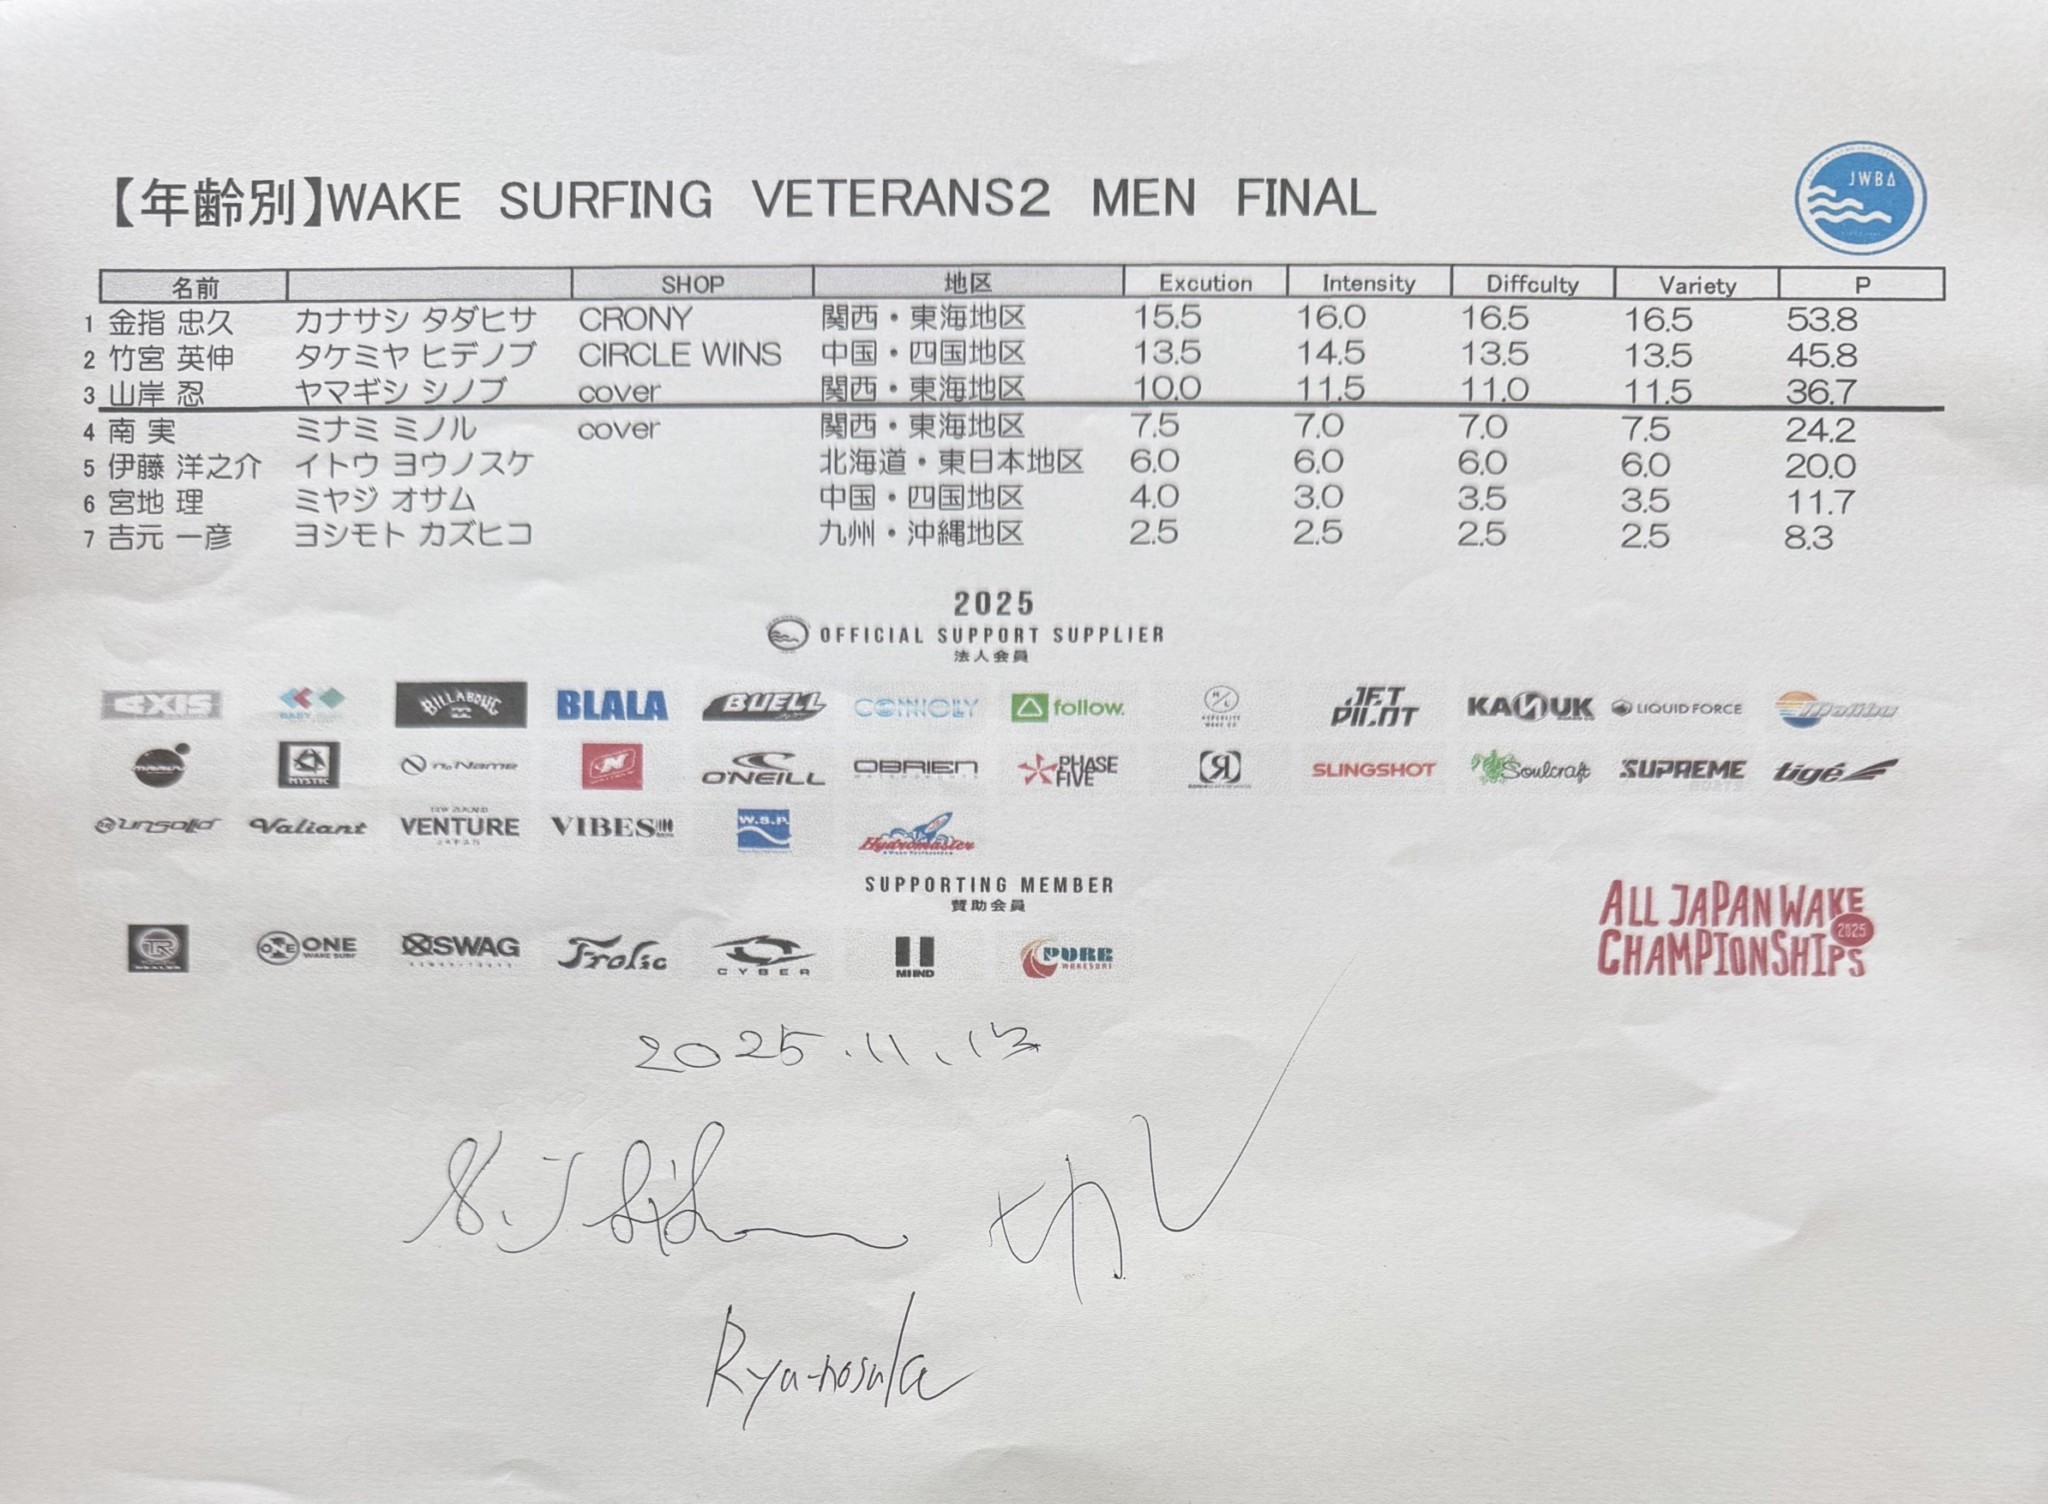 【年齢別】WAKE SURFING VETERANS2 MEN FINAL
JWBA
名前 SHOP 地区 Excution Intensity Diffculty Variety P
1 金指 忠久 カナサシ タダヒサ CRONY 関西・東海地区 15.5 16.0 16.5 16.5 53.8
2 竹宮 英伸 タケミヤ ヒデノブ CIRCLE WINS 中国・四国地区 13.5 14.5 13.5 13.5 45.8
3 山岸 忍 ヤマギシ シノブ cover 関西・東海地区 10.0 11.5 11.0 11.5 36.7
4 南 実 ミナミ ミノル cover 関西・東海地区 7.5 7.0 7.0 7.5 24.2
5 伊藤 洋之介 イトウ ヨウノスケ 北海道・東日本地区 6.0 6.0 6.0 6.0 20.0
6 宮地 理 ミヤジ オサム 中国・四国地区 4.0 3.0 3.5 3.5 11.7
7 吉元 一彦 ヨシモト カズヒコ 九州・沖縄地区 2.5 2.5 2.5 2.5 8.3
2025
OFFICIAL SUPPORT SUPPLIER
法人会員
AXIS BILLABONG BLALA BUELL CONNELLY follow. JET PILOT KANUK LIQUID FORCE Malibu
MYSTIC noName N O'NEILL OBRIEN PHASE FIVE SLINGSHOT Soulcraft SUPREME tigé
unsolid Valiant VENTURE VIBES W.S.P. Hydromaster
SUPPORTING MEMBER
賛助会員
ONE WAKE SURF SWAG Frolic CYBER MIIND PURE WAKESURF
ALL JAPAN WAKE
CHAMPIONSHIPS
2025
2025.11.13
Ryu-nosuke